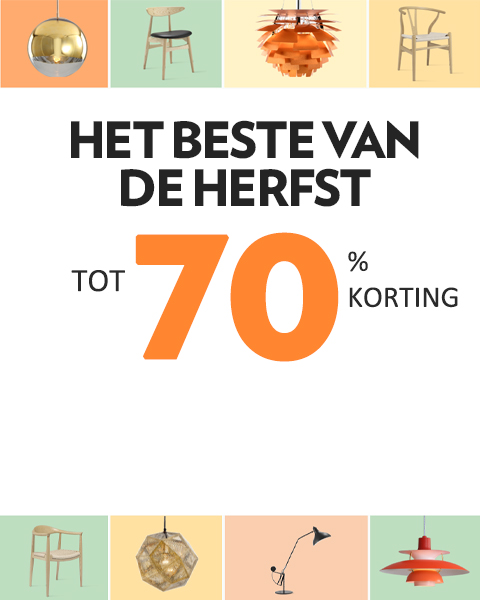 HET BESTE VAN
DE HERFST
TOT 70 %
KORTING